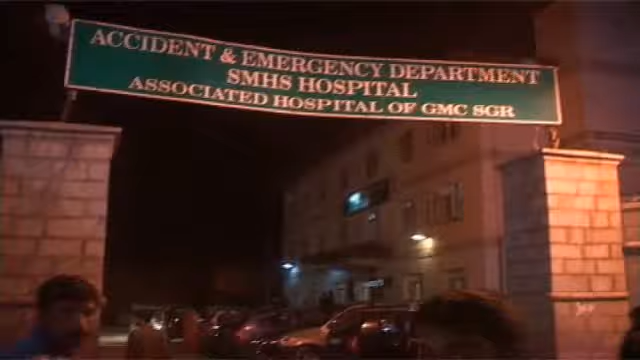 ACCIDENT & EMERGENCY DEPARTMENT
SMHS HOSPITAL
ASSOCIATED HOSPITAL OF GMC SGR